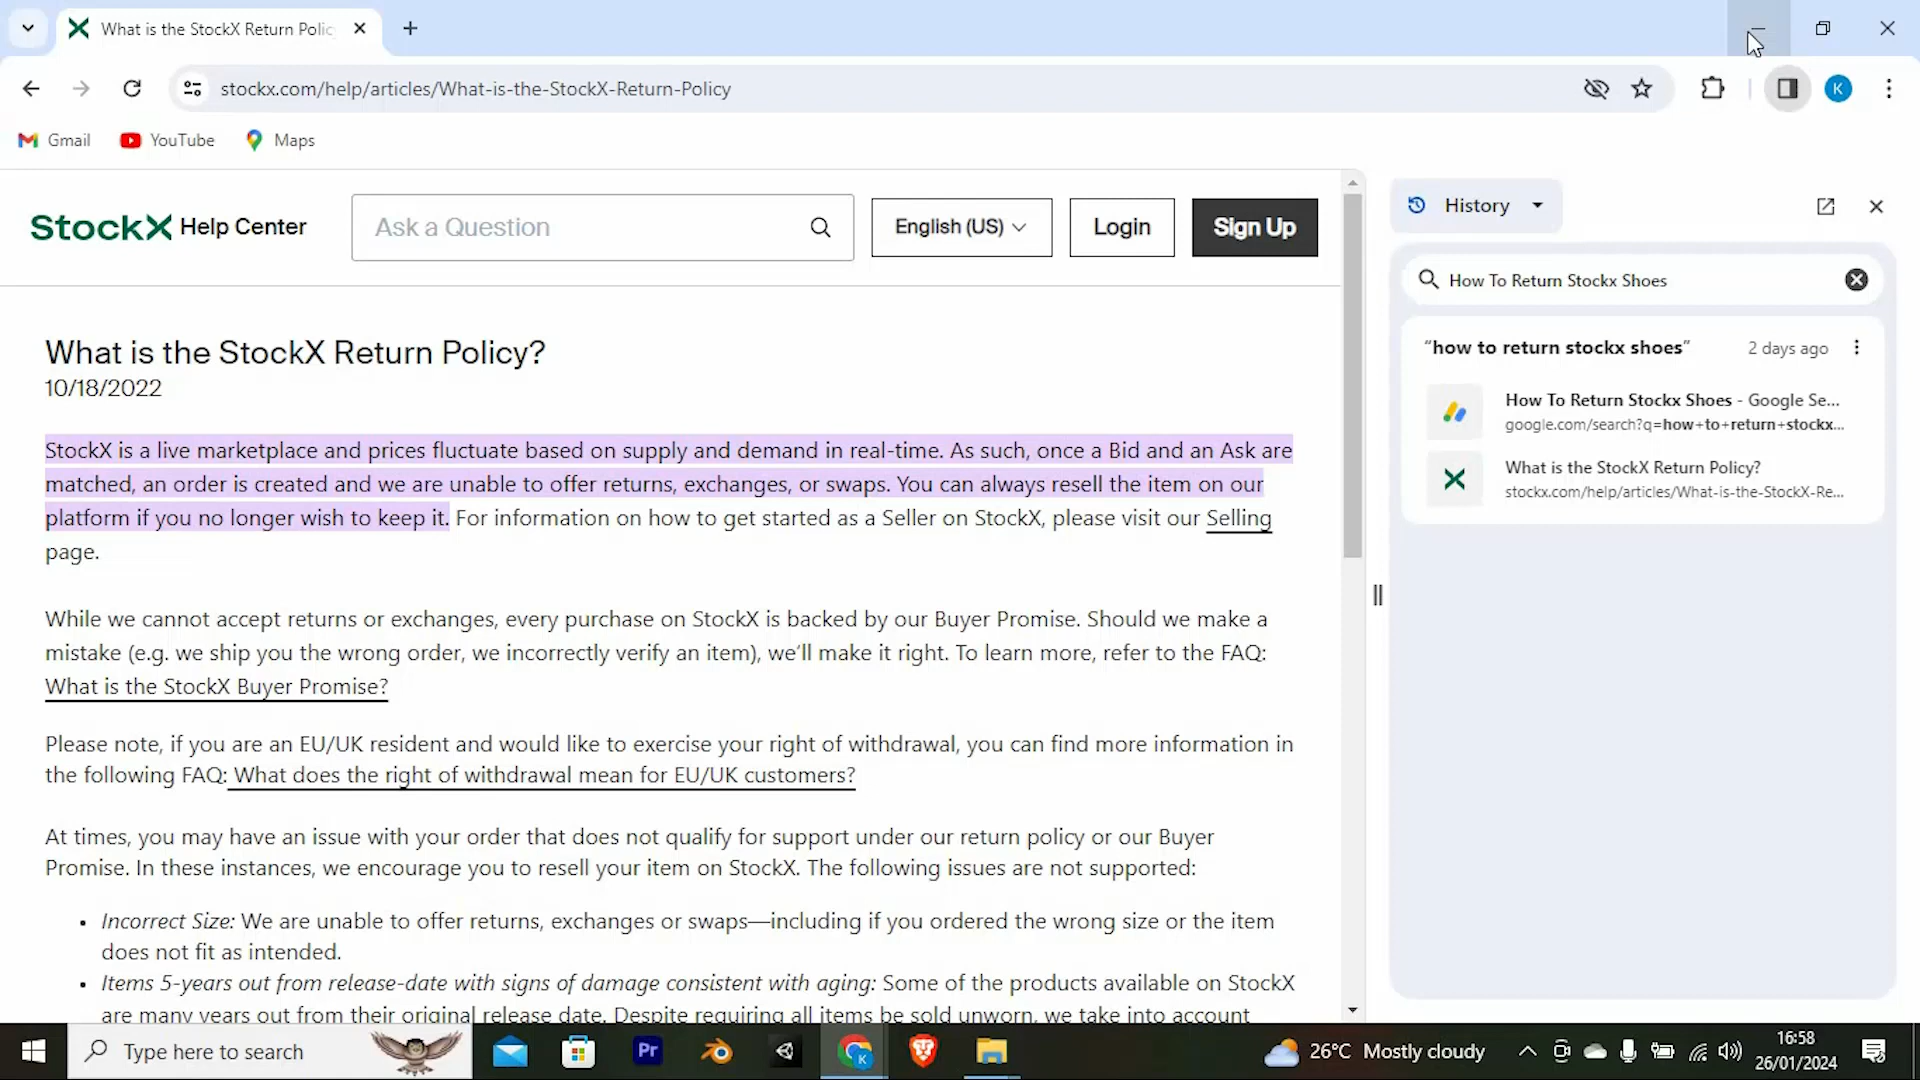 What is the StockX Return Polic
stockx.com/help/articles/What-is-the-StockX-Return-Policy
K
Gmail
YouTube
Maps
StockX Help Center
Ask a Question
English (US)
Login
Sign Up
History
How To Return Stockx Shoes
"how to return stockx shoes"
2 days ago
How To Return Stockx Shoes - Google Se...
google.com/search?q=how+to+return+stockx...
What is the StockX Return Policy?
stockx.com/help/articles/What-is-the-StockX-Re...
What is the StockX Return Policy?
10/18/2022
StockX is a live marketplace and prices fluctuate based on supply and demand in real-time. As such, once a Bid and an Ask are
matched, an order is created and we are unable to offer returns, exchanges, or swaps. You can always resell the item on our
platform if you no longer wish to keep it. For information on how to get started as a Seller on StockX, please visit our Selling
page.
While we cannot accept returns or exchanges, every purchase on StockX is backed by our Buyer Promise. Should we make a
mistake (e.g. we ship you the wrong order, we incorrectly verify an item), we'll make it right. To learn more, refer to the FAQ:
What is the StockX Buyer Promise?
Please note, if you are an EU/UK resident and would like to exercise your right of withdrawal, you can find more information in
the following FAQ: What does the right of withdrawal mean for EU/UK customers?
At times, you may have an issue with your order that does not qualify for support under our return policy or our Buyer
Promise. In these instances, we encourage you to resell your item on StockX. The following issues are not supported:
• Incorrect Size: We are unable to offer returns, exchanges or swaps—including if you ordered the wrong size or the item
does not fit as intended.
• Items 5-years out from release-date with signs of damage consistent with aging: Some of the products available on StockX
are many years out from their original release date. Despite requiring all items be sold unworn, we take into account
Type here to search
Pr
K
26°C Mostly cloudy
16:58
26/01/2024